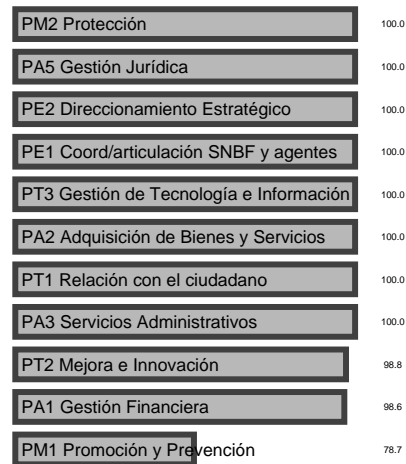 PM2 Protección 100.0
PA5 Gestión Jurídica 100.0
PE2 Direccionamiento Estratégico 100.0
PE1 Coord/articulación SNBF y agentes 100.0
PT3 Gestión de Tecnología e Información 100.0
PA2 Adquisición de Bienes y Servicios 100.0
PT1 Relación con el ciudadano 100.0
PA3 Servicios Administrativos 100.0
PT2 Mejora e Innovación 98.8
PA1 Gestión Financiera 98.6
PM1 Promoción y Prevención 78.7